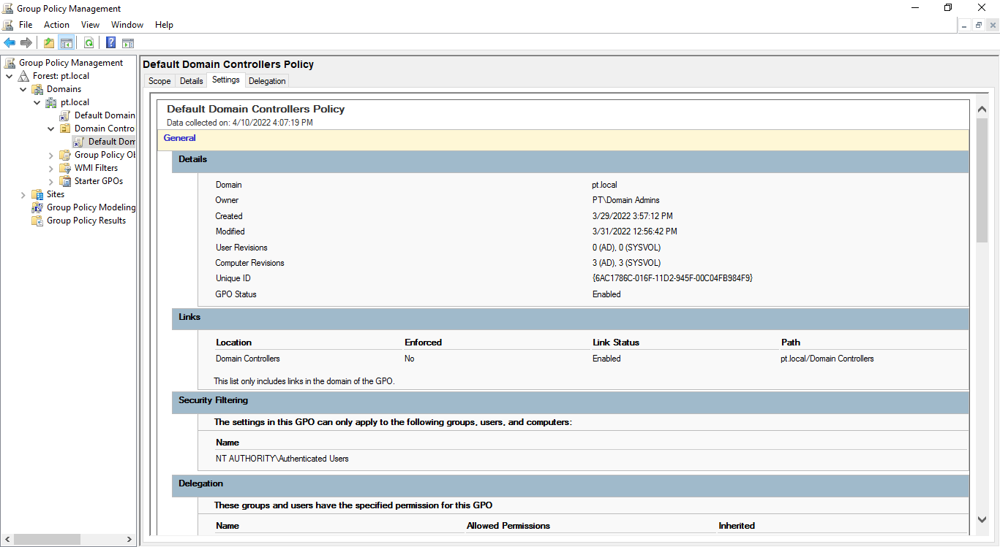 Group Policy Management
File Action View Window Help
Group Policy Management
Forest: pt.local
Domains
pt.local
Default Domain
Domain Contro
Default Dom
Group Policy Ob
WMI Filters
Starter GPOs
Sites
Group Policy Modeling
Group Policy Results
Default Domain Controllers Policy
Scope Details Settings Delegation
Default Domain Controllers Policy
Data collected on: 4/10/2022 4:07:19 PM
General
Details
Domain pt.local
Owner PT\Domain Admins
Created 3/29/2022 3:57:12 PM
Modified 3/31/2022 12:56:42 PM
User Revisions 0 (AD), 0 (SYSVOL)
Computer Revisions 3 (AD), 3 (SYSVOL)
Unique ID {6AC1786C-016F-11D2-945F-00C04FB984F9}
GPO Status Enabled
Links
Location Enforced Link Status Path
Domain Controllers No Enabled pt.local/Domain Controllers
This list only includes links in the domain of the GPO.
Security Filtering
The settings in this GPO can only apply to the following groups, users, and computers:
Name
NT AUTHORITY\Authenticated Users
Delegation
These groups and users have the specified permission for this GPO
Name Allowed Permissions Inherited